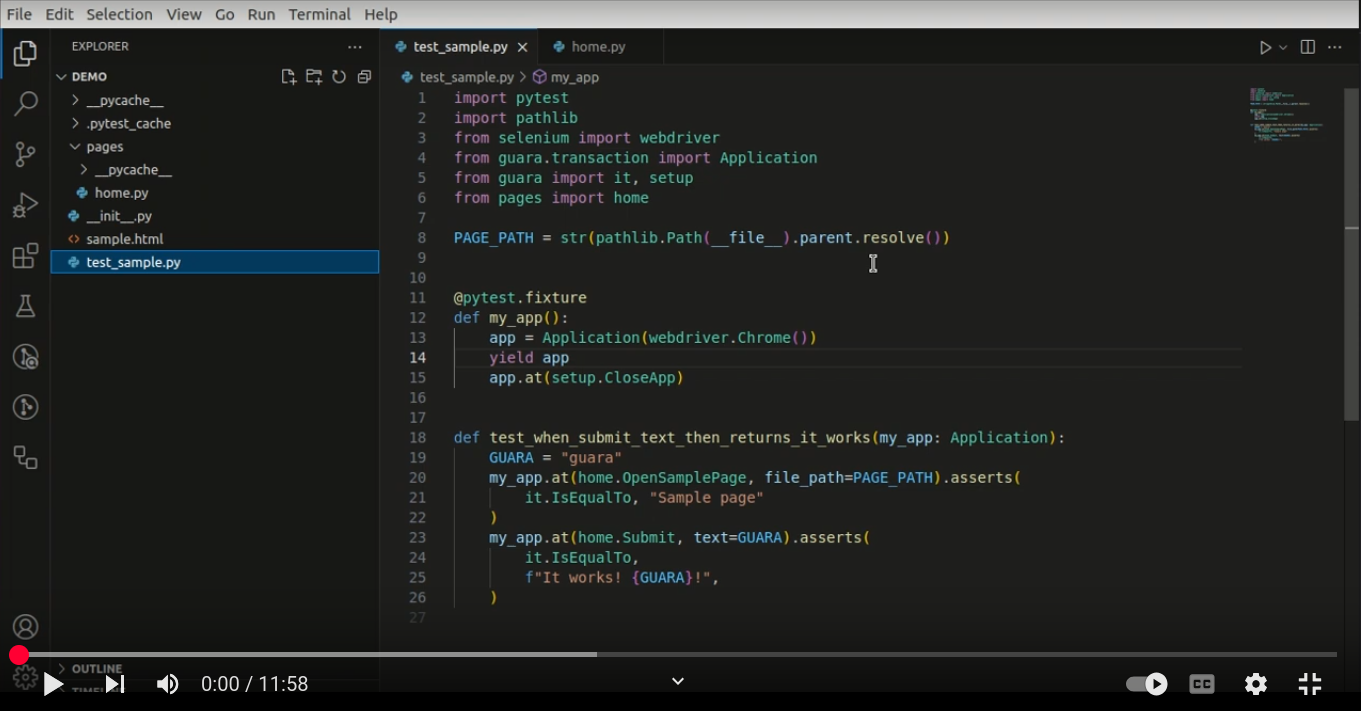 File Edit Selection View Go Run Terminal Help
EXPLORER
DEMO
__pycache__
.pytest_cache
pages
__pycache__
home.py
__init__.py
sample.html
test_sample.py
OUTLINE
test_sample.py home.py
test_sample.py > my_app
1 import pytest
2 import pathlib
3 from selenium import webdriver
4 from guara.transaction import Application
5 from guara import it, setup
6 from pages import home
7
8 PAGE_PATH = str(pathlib.Path(__file__).parent.resolve())
9
10
11 @pytest.fixture
12 def my_app():
13 app = Application(webdriver.Chrome())
14 yield app
15 app.at(setup.CloseApp)
16
17
18 def test_when_submit_text_then_returns_it_works(my_app: Application):
19 GUARA = "guara"
20 my_app.at(home.OpenSamplePage, file_path=PAGE_PATH).asserts(
21 it.IsEqualTo, "Sample page"
22 )
23 my_app.at(home.Submit, text=GUARA).asserts(
24 it.IsEqualTo,
25 f"It works! {GUARA}!",
26 )
27
0:00 / 11:58
CC